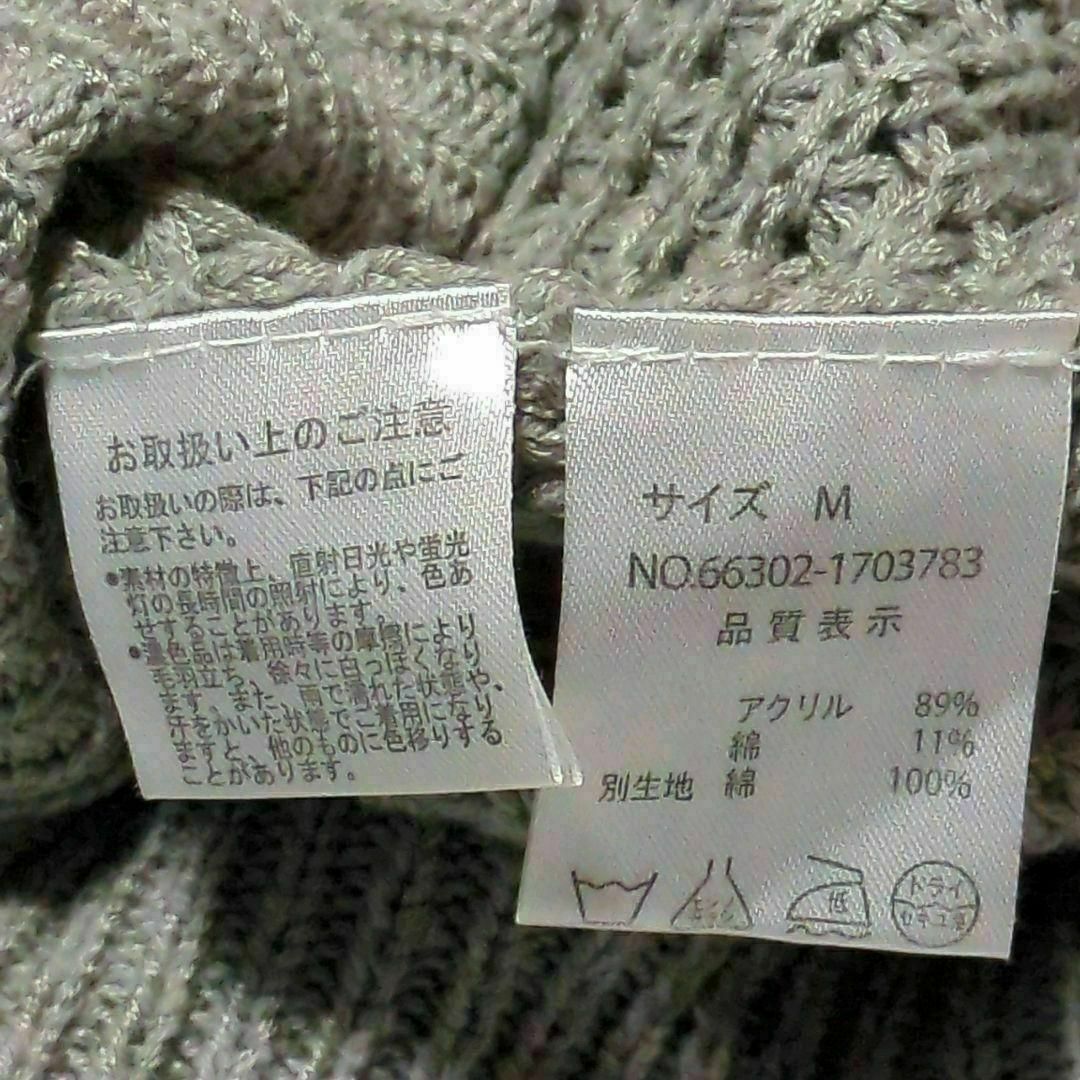 お取扱い上のご注意
お取扱いの際は、下記の点にご
注意下さい。
●素材の特徴上、直射日光や蛍光
灯の長時間の照射により、色あ
せすることがあります。
●濃色品は着用時等の摩擦により
毛羽立ち、徐々に白っぽくなり
ます。また、雨で濡れた状態や、
汗をかいた状態でご着用になり
ますと、他のものに色移りする
ことがあります。
サイズ M
NO.66302-1703783
品質表示
アクリル 89%
綿 11%
別生地 綿 100%
低
ドライ
セキユ系